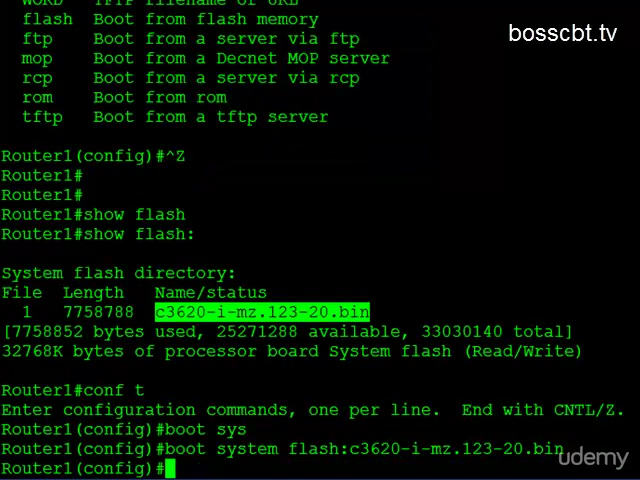 WORD   TFTP filename or URL
flash  Boot from flash memory
ftp    Boot from a server via ftp
mop    Boot from a Decnet MOP server
rcp    Boot from a server via rcp
rom    Boot from rom
tftp   Boot from a tftp server
bosscbt.tv
Router1(config)#^Z
Router1#
Router1#
Router1#show flash
Router1#show flash:
System flash directory:
File  Length   Name/status
1   7758788  c3620-i-mz.123-20.bin
[7758852 bytes used, 25271288 available, 33030140 total]
32768K bytes of processor board System flash (Read/Write)
Router1#conf t
Enter configuration commands, one per line.  End with CNTL/Z.
Router1(config)#boot sys
Router1(config)#boot system flash:c3620-i-mz.123-20.bin
Router1(config)#
udemy